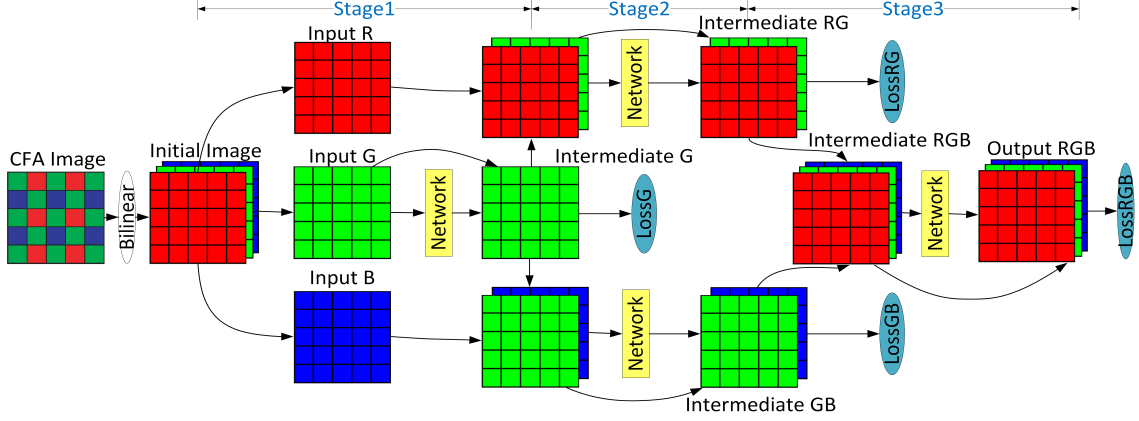 Stage1
Stage2
Stage3
Input R
Intermediate RG
Network
LossRG
CFA Image
Initial Image
Input G
Intermediate G
Intermediate RGB
Output RGB
Bilinear
Network
LossG
Network
LossRGB
Input B
Network
LossGB
Intermediate GB